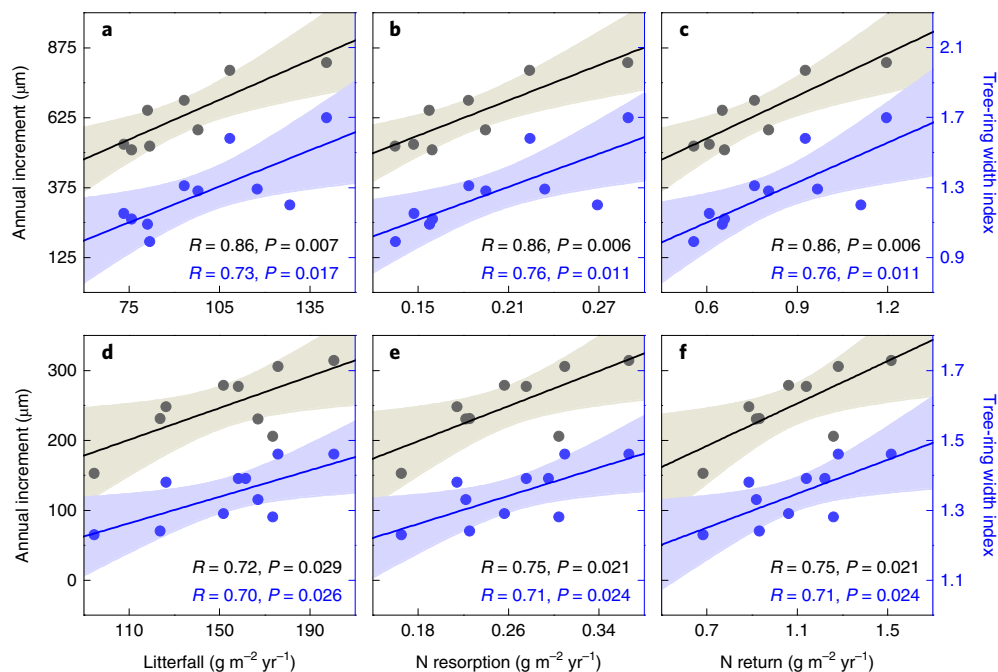 a
b
c
875
625
375
125
Annual increment (μm)
2.1
1.7
1.3
0.9
Tree-ring width index
R = 0.86, P = 0.007
R = 0.73, P = 0.017
R = 0.86, P = 0.006
R = 0.76, P = 0.011
R = 0.86, P = 0.006
R = 0.76, P = 0.011
75 105 135
0.15 0.21 0.27
0.6 0.9 1.2
d
e
f
300
200
100
0
Annual increment (μm)
1.7
1.5
1.3
1.1
Tree-ring width index
R = 0.72, P = 0.029
R = 0.70, P = 0.026
R = 0.75, P = 0.021
R = 0.71, P = 0.024
R = 0.75, P = 0.021
R = 0.71, P = 0.024
110 150 190
0.18 0.26 0.34
0.7 1.1 1.5
Litterfall (g m⁻² yr⁻¹)
N resorption (g m⁻² yr⁻¹)
N return (g m⁻² yr⁻¹)